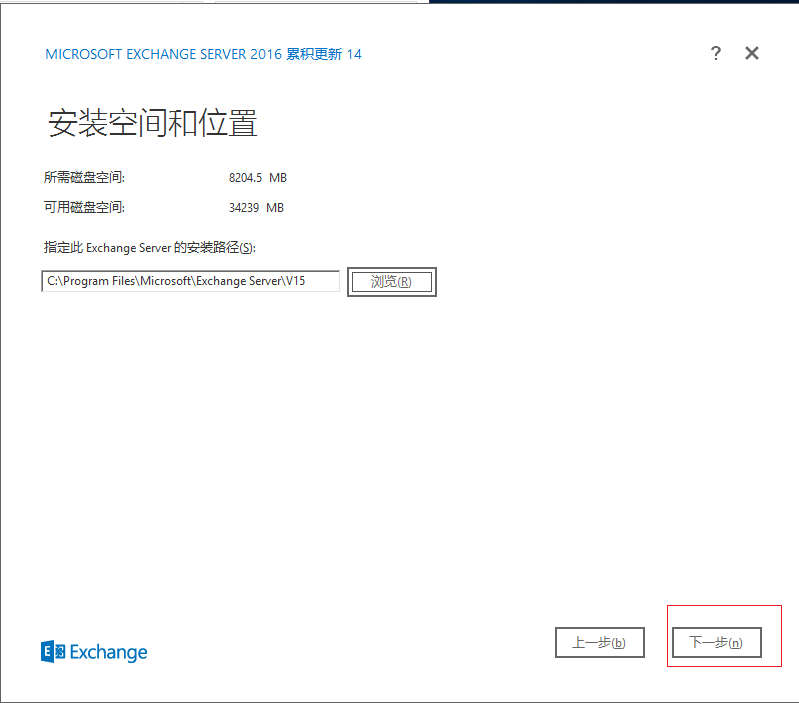 MICROSOFT EXCHANGE SERVER 2016 累积更新 14
? ✕
安装空间和位置
所需磁盘空间: 8204.5 MB
可用磁盘空间: 34239 MB
指定此 Exchange Server 的安装路径(S):
C:\Program Files\Microsoft\Exchange Server\V15 浏览(R)
上一步(b) 下一步(n)
E Exchange